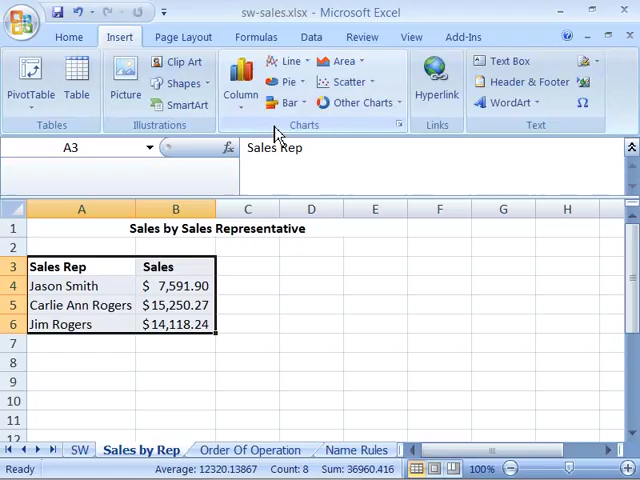 sw-sales.xlsx - Microsoft Excel
Home Insert Page Layout Formulas Data Review View Add-Ins
PivotTable Table Picture Clip Art Shapes SmartArt Column Line Pie Bar Area Scatter Other Charts Hyperlink Text Box Header & Footer WordArt Ω
Tables Illustrations Charts Links Text
A3 fx Sales Rep
A B C D E F G H
1 Sales by Sales Representative
2
3 Sales Rep Sales
4 Jason Smith $ 7,591.90
5 Carlie Ann Rogers $15,250.27
6 Jim Rogers $14,118.24
7
8
9
10
11
12
SW Sales by Rep Order Of Operation Name Rules
Ready Average: 12320.13867 Count: 8 Sum: 36960.416 100%